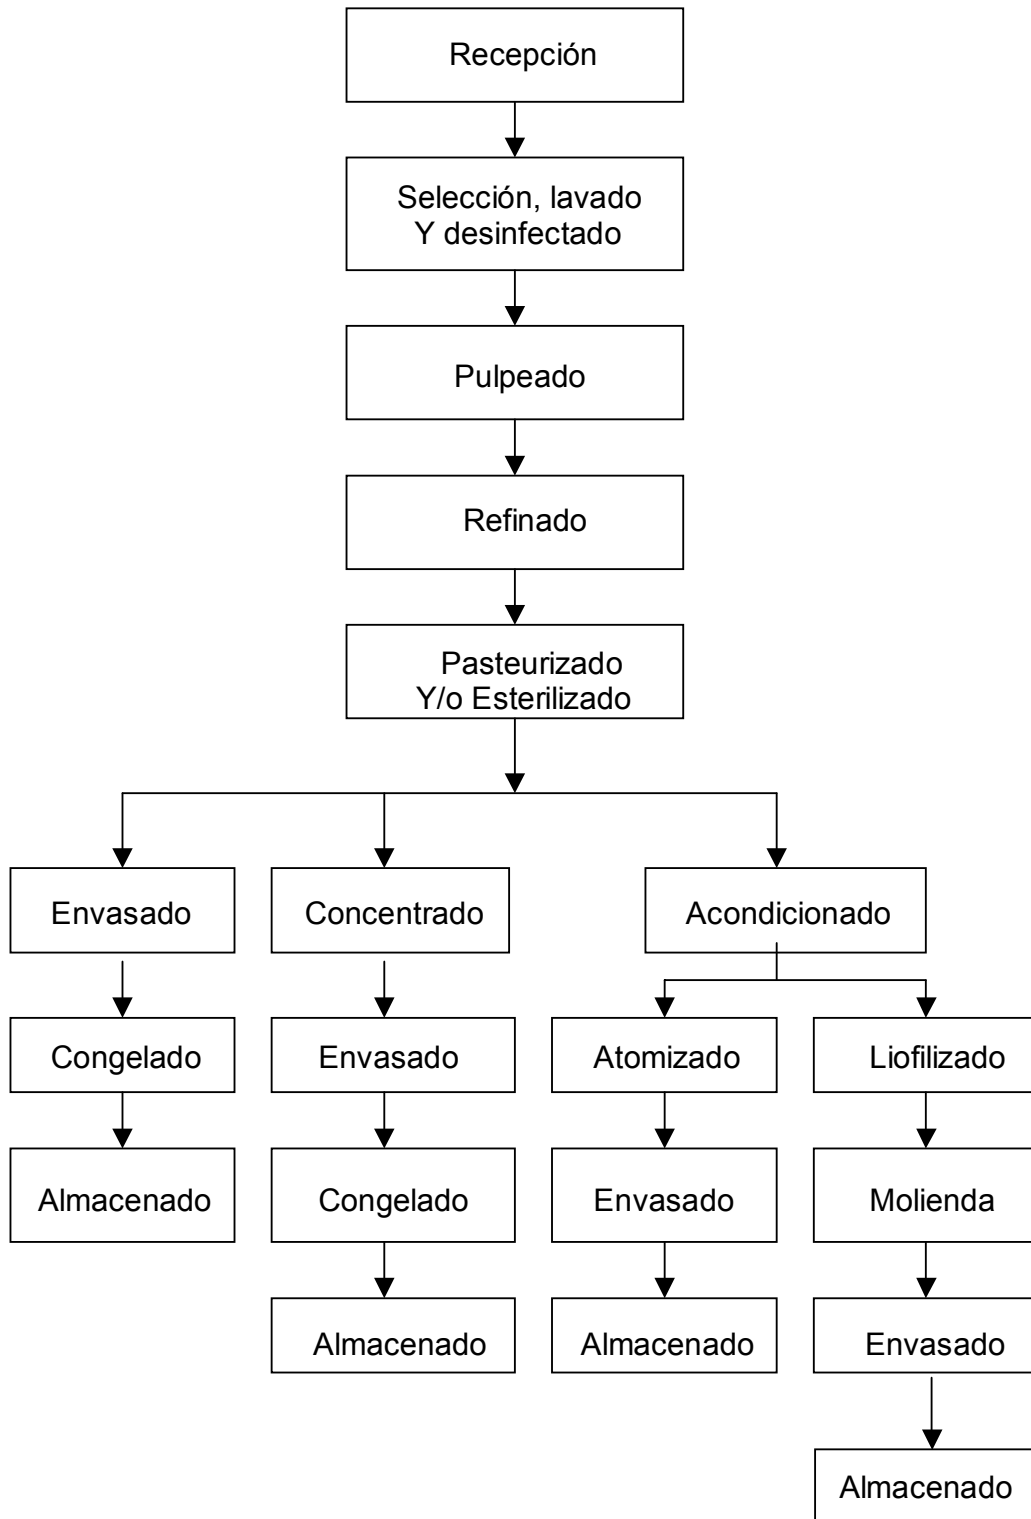 Recepción
Selección, lavado
Y desinfectado
Pulpeado
Refinado
Pasteurizado
Y/o Esterilizado
Envasado
Concentrado
Acondicionado
Congelado
Envasado
Atomizado
Liofilizado
Almacenado
Congelado
Envasado
Molienda
Almacenado
Almacenado
Envasado
Almacenado